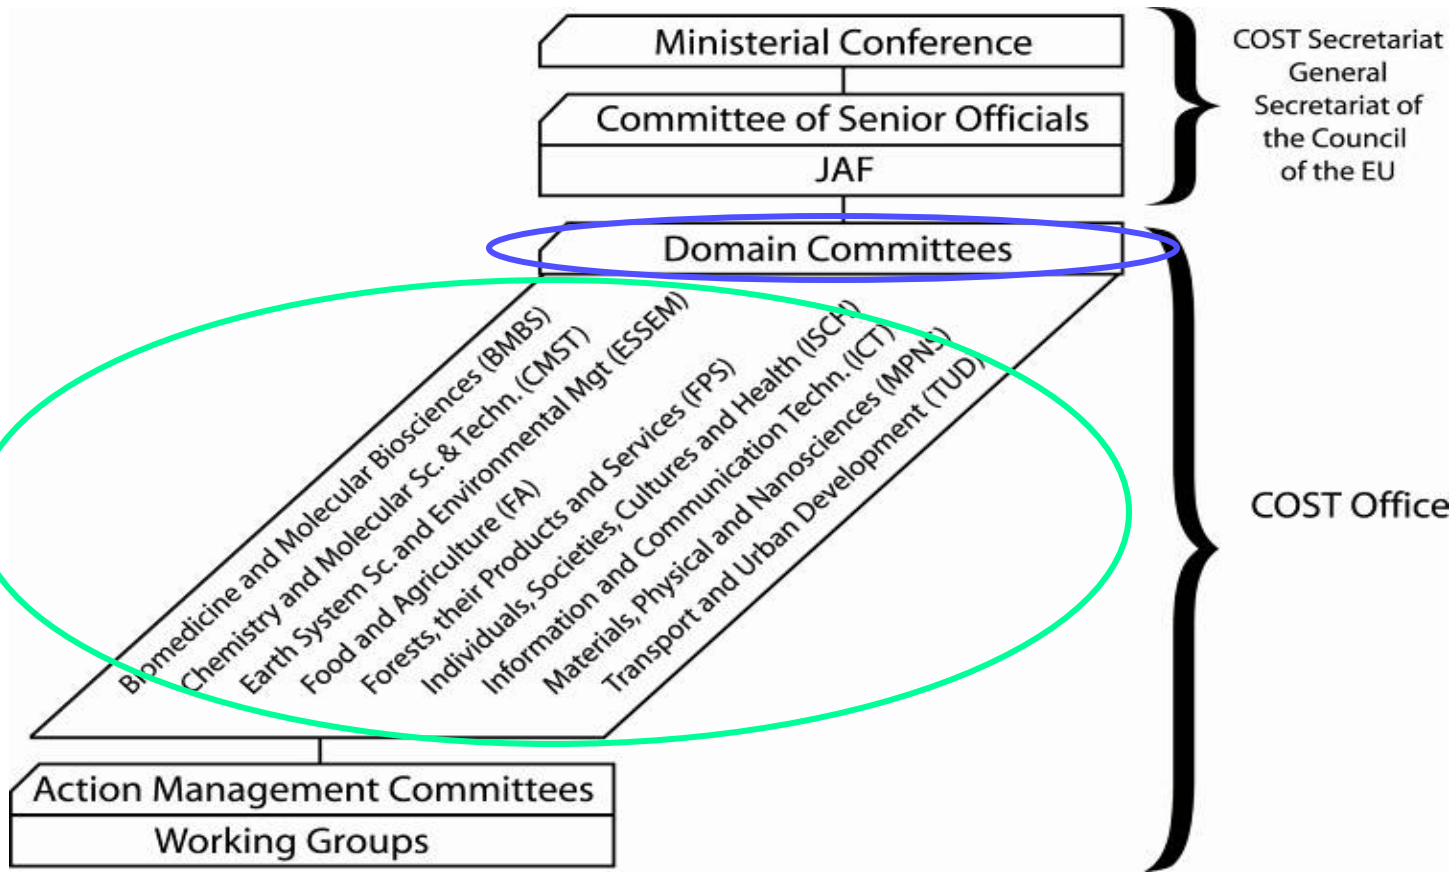 Ministerial Conference
Committee of Senior Officials
JAF
COST Secretariat
General
Secretariat of
the Council
of the EU
Domain Committees
Biomedicine and Molecular Biosciences (BMBS)
Chemistry and Molecular Sc. & Techn. (CMST)
Earth System Sc. and Environmental Mgt (ESSEM)
Food and Agriculture (FA)
Forests, their Products and Services (FPS)
Individuals, Societies, Cultures and Health (ISCH)
Information and Communication Techn. (ICT)
Materials, Physical and Nanosciences (MPNS)
Transport and Urban Development (TUD)
COST Office
Action Management Committees
Working Groups